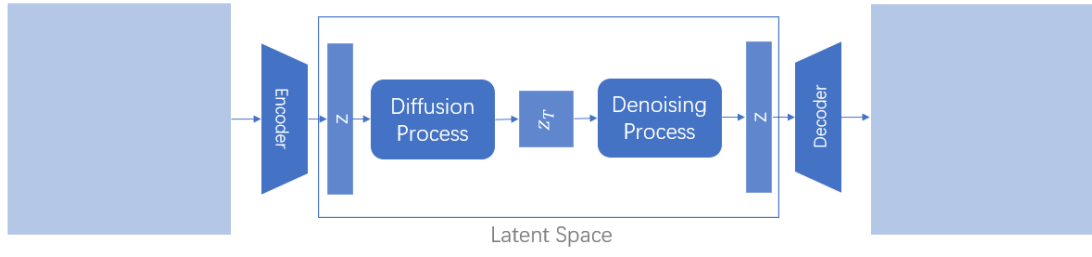 Encoder
z
Diffusion
Process
z_T
Denoising
Process
z
Decoder
Latent Space